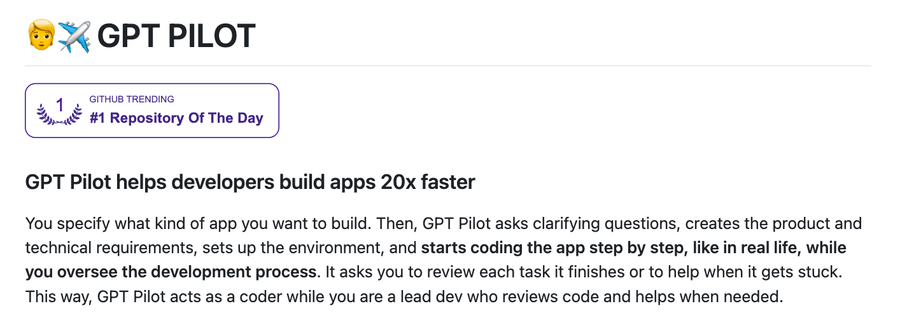 🧑✈️ GPT PILOT
1
GITHUB TRENDING
#1 Repository Of The Day
GPT Pilot helps developers build apps 20x faster
You specify what kind of app you want to build. Then, GPT Pilot asks clarifying questions, creates the product and
technical requirements, sets up the environment, and starts coding the app step by step, like in real life, while
you oversee the development process. It asks you to review each task it finishes or to help when it gets stuck.
This way, GPT Pilot acts as a coder while you are a lead dev who reviews code and helps when needed.